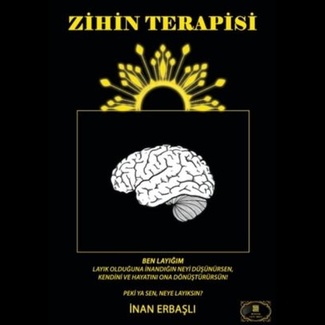 ZİHİN TERAPİSİ
BEN LAYIĞIM
LAYIK OLDUĞUNA İNANDIĞIN NEYİ DÜŞÜNÜRSEN,
KENDİNİ VE HAYATINI ONA DÖNÜŞTÜRÜRSÜN!
PEKİ YA SEN, NEYE LAYIKSIN?
İNAN ERBAŞLI